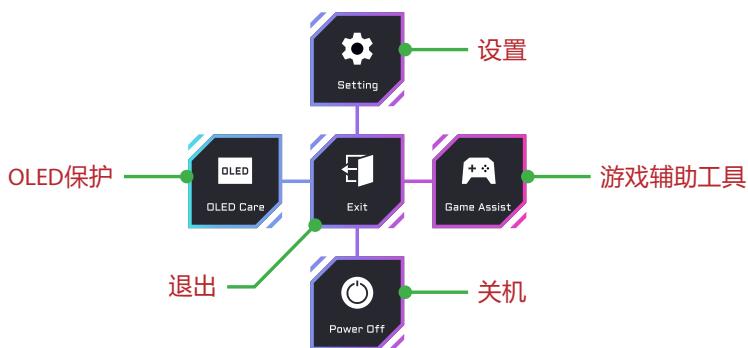 Setting
设置
OLED保护
OLED
OLED Care
Exit
Game Assist
游戏辅助工具
退出
Power Off
关机